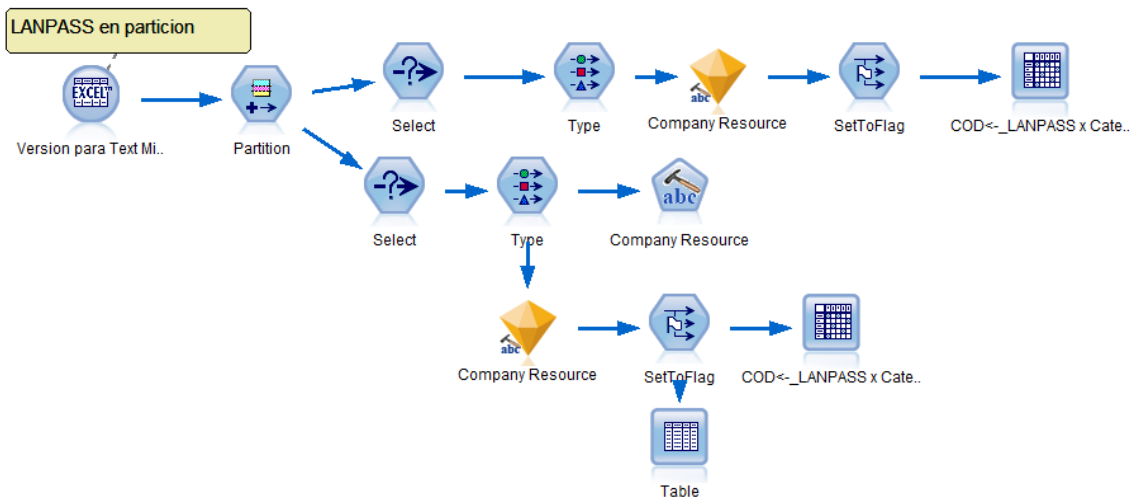 LANPASS en particion
EXCEL™
Version para Text Mi..
Partition
Select
Type
abc
Company Resource
SetToFlag
COD<-_LANPASS x Cate..
Select
Type
abc
Company Resource
abc
Company Resource
SetToFlag
COD<-_LANPASS x Cate..
Table